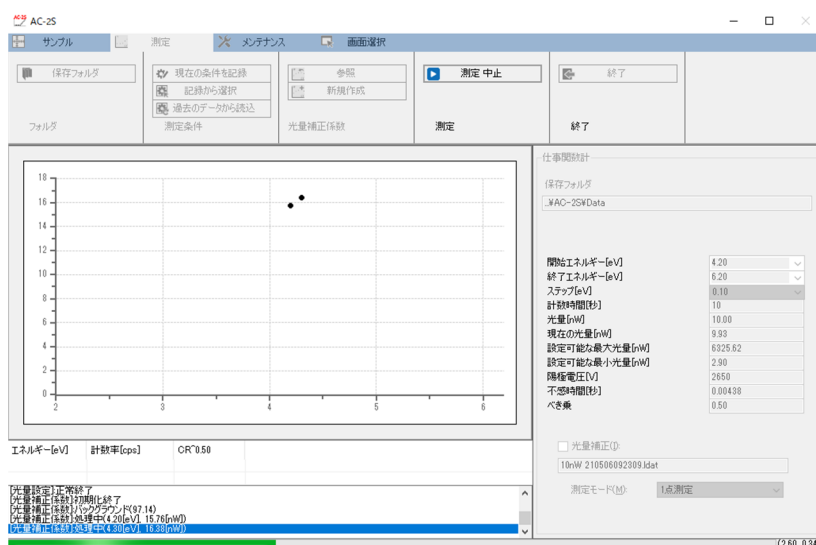 AC-2S
サンプル 測定 メンテナンス 画面選択
保存フォルダ 現在の条件を記録 参照 測定 中止 終了
記録から選択 新規作成
過去のデータから読込
フォルダ 測定条件 光量補正係数 測定 終了
仕事関数計
保存フォルダ
..¥AC-2S¥Data
18
16
14
12
10
8
6
4
2
0
2 3 4 5 6
開始エネルギー[eV] 4.20
終了エネルギー[eV] 6.20
ステップ[eV] 0.10
計数時間[秒] 10
光量[nW] 10.00
現在の光量[nW] 9.93
設定可能な最大光量[nW] 6325.62
設定可能な最小光量[nW] 2.90
陽極電圧[V] 2650
不感時間[秒] 0.00438
べき乗 0.50
光量補正(I):
10nW 210506092309.ldat
測定モード(M): 1点測定
エネルギー[eV] 計数率[cps] CR^0.50
[光量設定]:正常終了
[光量補正係数]:初期化終了
[光量補正係数]:バックグラウンド(97.14)
[光量補正係数]:処理中(4.20[eV], 15.76[nW])
[光量補正係数]:処理中(4.30[eV], 16.38[nW])